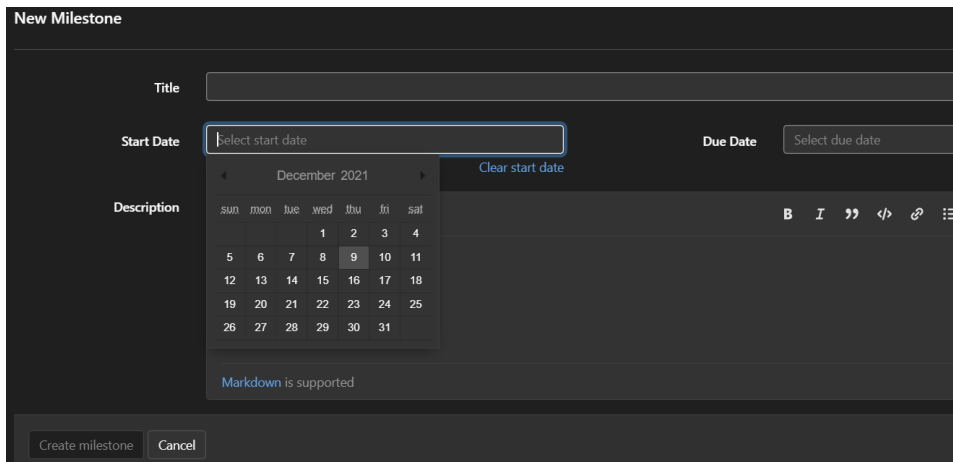 New Milestone
Title
Start Date
Select start date
Due Date
Select due date
Clear start date
December 2021
sun mon tue wed thu fri sat
1 2 3 4
5 6 7 8 9 10 11
12 13 14 15 16 17 18
19 20 21 22 23 24 25
26 27 28 29 30 31
Description
B I
Markdown is supported
Create milestone
Cancel